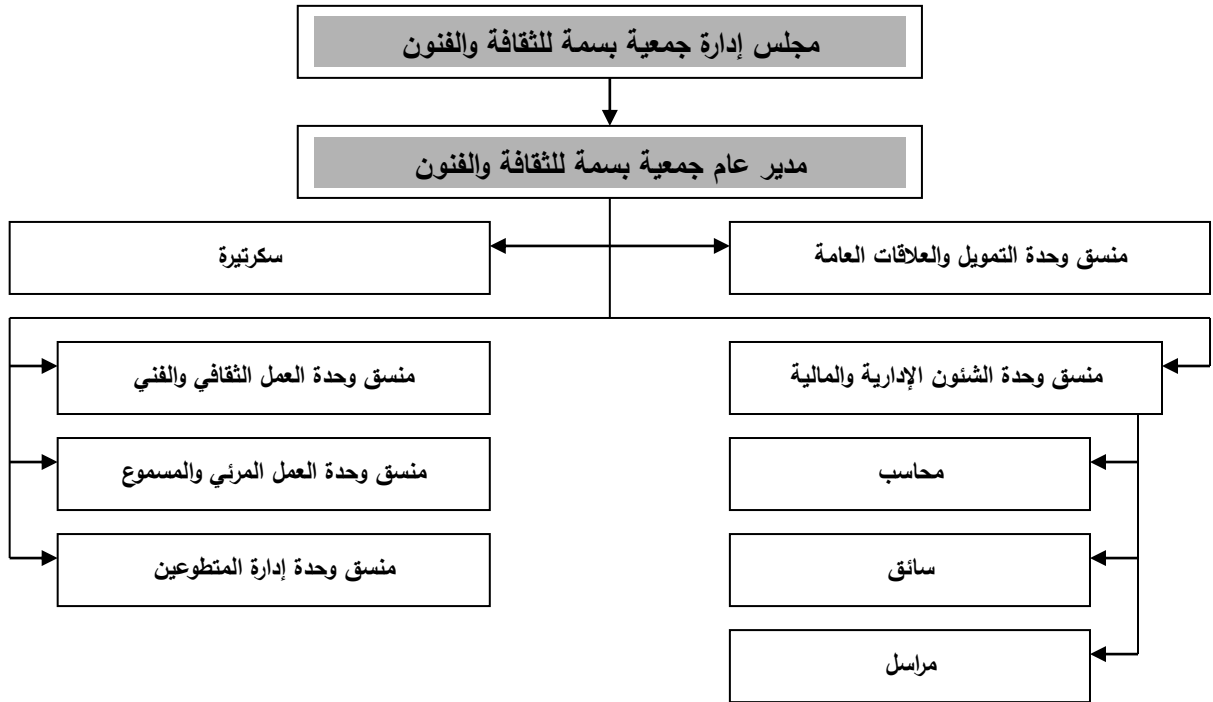 مجلس إدارة جمعية بسمة للثقافة والفنون
مدير عام جمعية بسمة للثقافة والفنون
منسق وحدة التمويل والعلاقات العامة
سكرتيرة
منسق وحدة الشئون الإدارية والمالية
منسق وحدة العمل الثقافي والفني
محاسب
منسق وحدة العمل المرئي والمسموع
سائق
منسق وحدة إدارة المتطوعين
مراسل